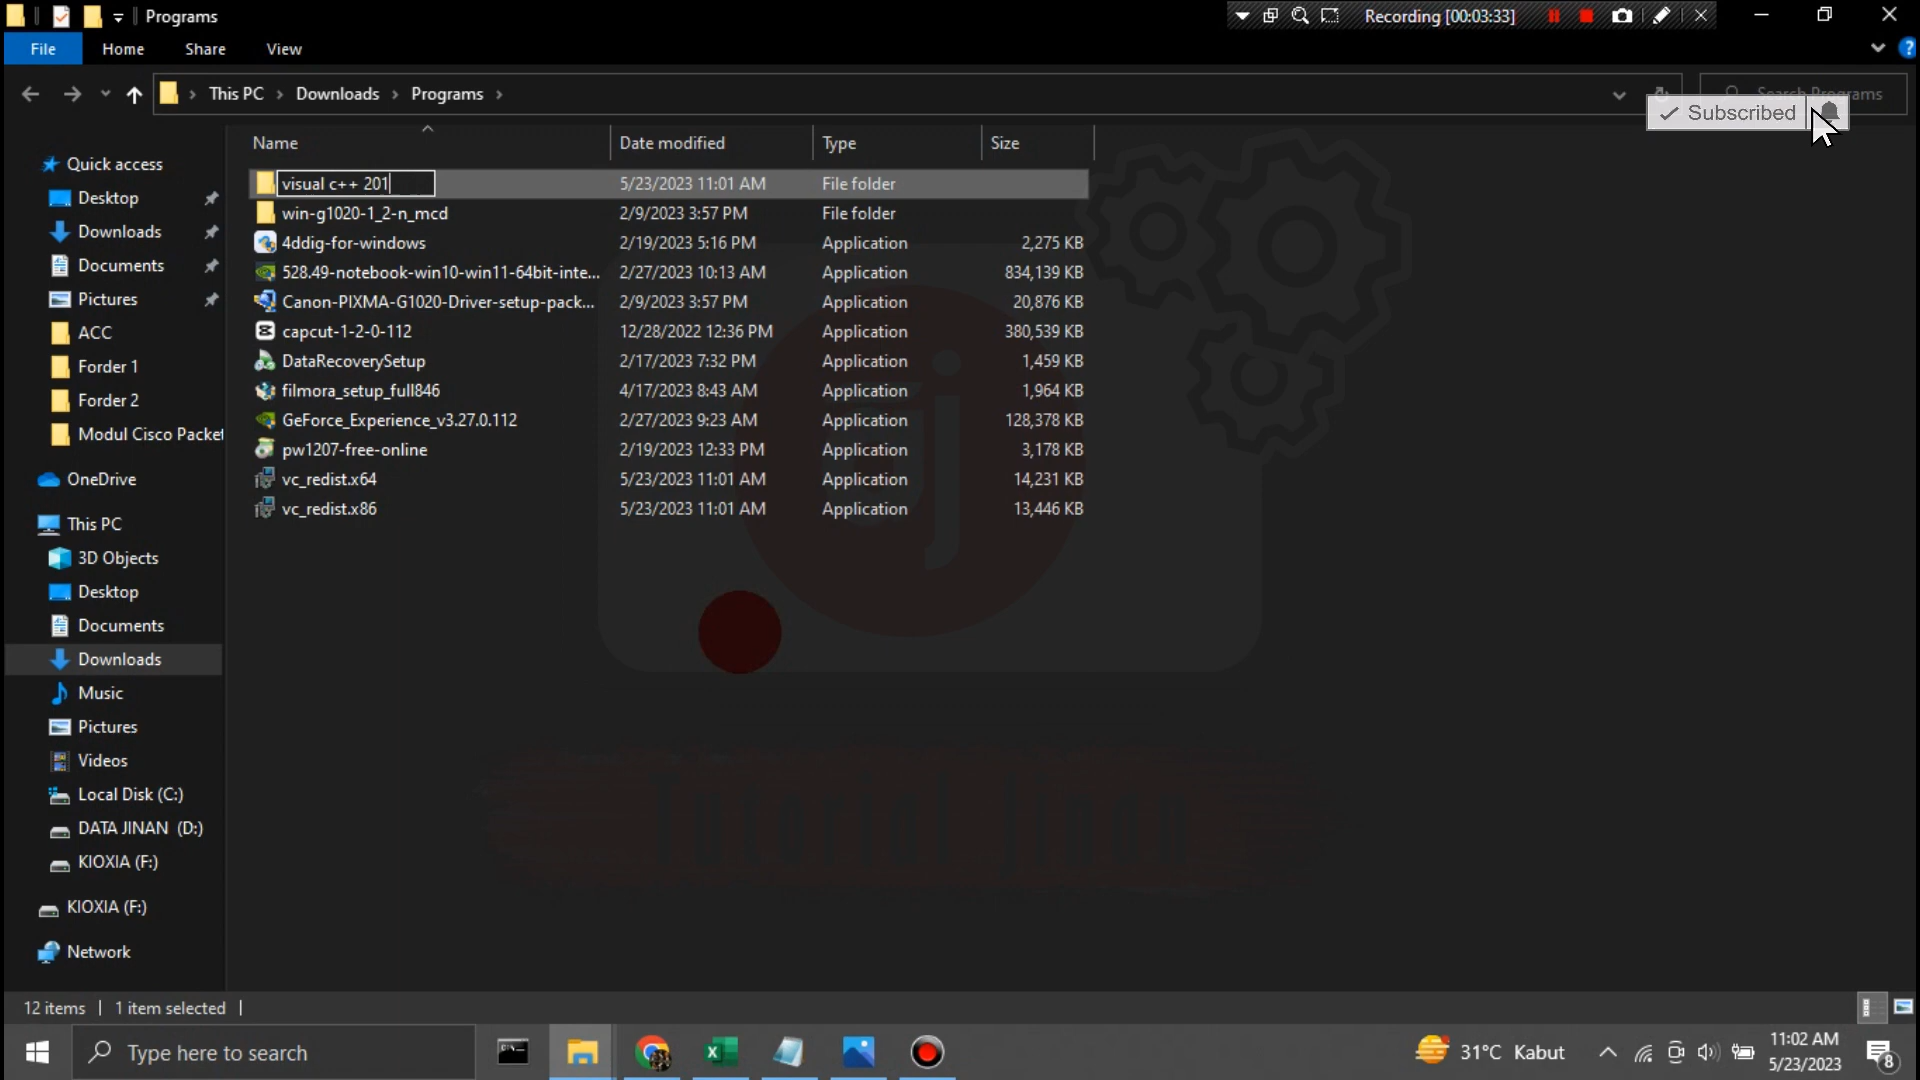 Programs
Recording [00:03:33]
File Home Share View
This PC > Downloads > Programs >
Search Programs
Subscribed
Name Date modified Type Size
visual c++ 201 5/23/2023 11:01 AM File folder
win-g1020-1_2-n_mcd 2/9/2023 3:57 PM File folder
4ddig-for-windows 2/19/2023 5:16 PM Application 2,275 KB
528.49-notebook-win10-win11-64bit-inte... 2/27/2023 10:13 AM Application 834,139 KB
Canon-PIXMA-G1020-Driver-setup-pack... 2/9/2023 3:57 PM Application 20,876 KB
capcut-1-2-0-112 12/28/2022 12:36 PM Application 380,539 KB
DataRecoverySetup 2/17/2023 7:32 PM Application 1,459 KB
filmora_setup_full846 4/17/2023 8:43 AM Application 1,964 KB
GeForce_Experience_v3.27.0.112 2/27/2023 9:23 AM Application 128,378 KB
pw1207-free-online 2/19/2023 12:33 PM Application 3,178 KB
vc_redist.x64 5/23/2023 11:01 AM Application 14,231 KB
vc_redist.x86 5/23/2023 11:01 AM Application 13,446 KB
Quick access
Desktop
Downloads
Documents
Pictures
ACC
Forder 1
Forder 2
Modul Cisco Packet
OneDrive
This PC
3D Objects
Desktop
Documents
Downloads
Music
Pictures
Videos
Local Disk (C:)
DATA JINAN (D:)
KIOXIA (F:)
KIOXIA (F:)
Network
Tutorial Jinan
12 items 1 item selected
Type here to search
31°C Kabut
11:02 AM
5/23/2023
8